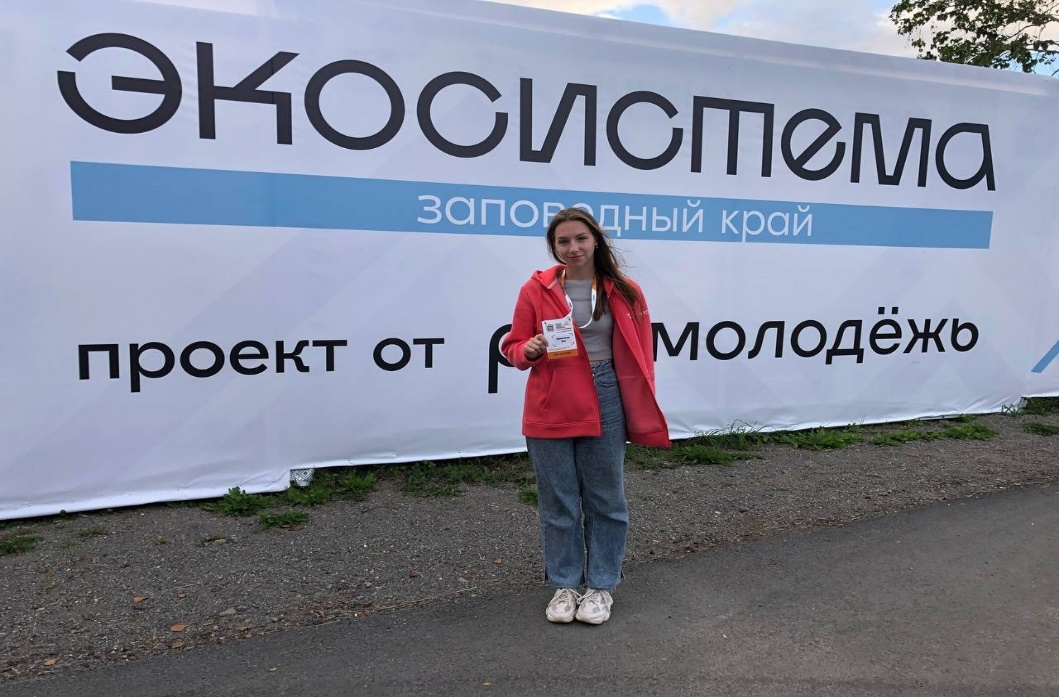 экосистема
заповедный край
проект от р молодёжь